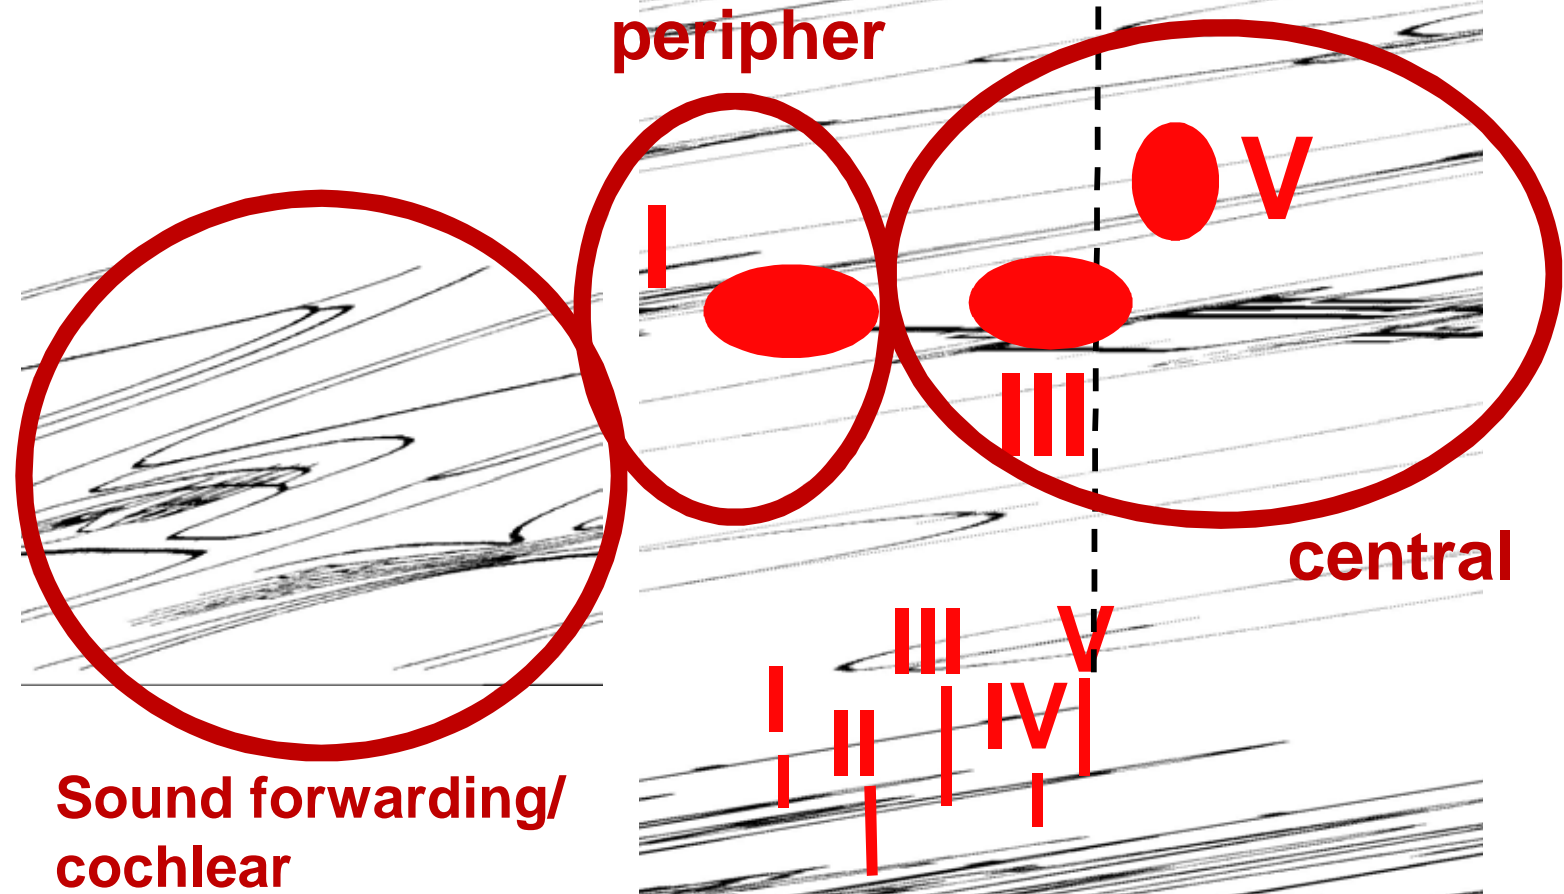 peripher
V
I
III
central
III
V
I
IV
II
Sound forwarding/
cochlear